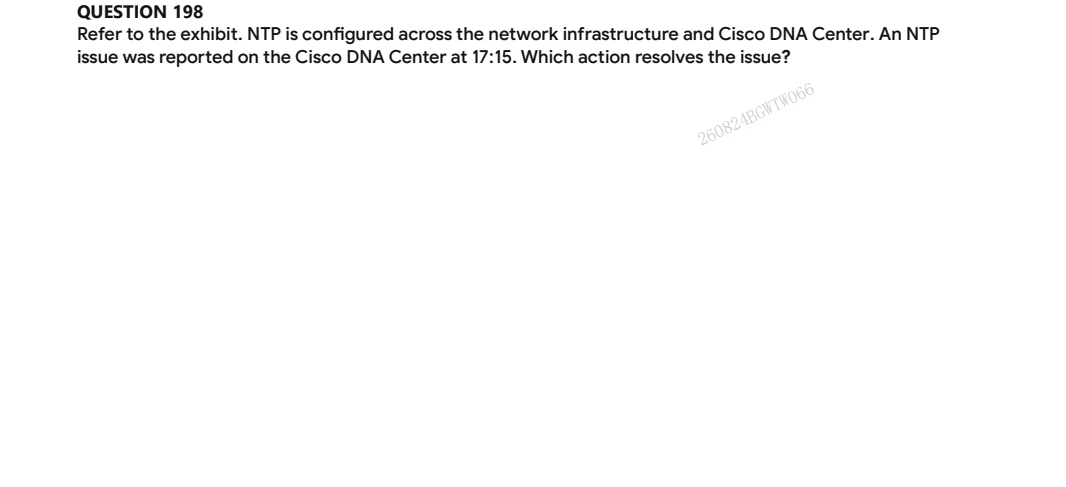 QUESTION 198
Refer to the exhibit. NTP is configured across the network infrastructure and Cisco DNA Center. An NTP
issue was reported on the Cisco DNA Center at 17:15. Which action resolves the issue?
260824BGWTW066